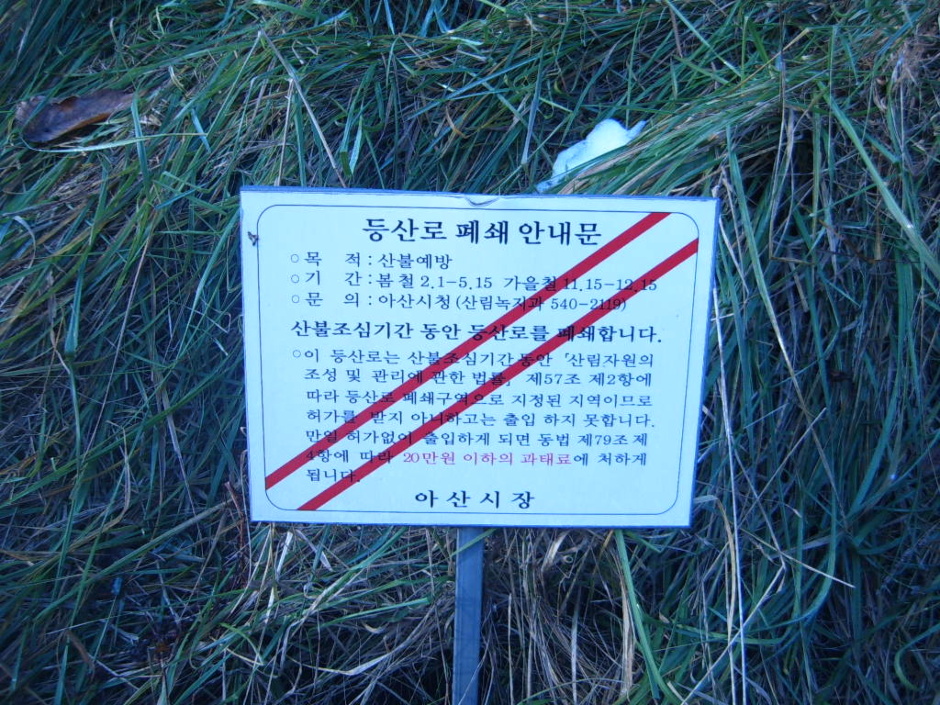 등산로 폐쇄 안내문
○ 목 적 : 산불예방
○ 기 간 : 봄철 2.1-5.15 가을철 11.15-12.15
○ 문 의 : 아산시청 (산림녹지과 540-2119)
산불조심기간 동안 등산로를 폐쇄합니다.
○ 이 등산로는 산불조심기간 동안 「산림자원의
조성 및 관리에 관한 법률」 제57조 제2항에
따라 등산로 폐쇄구역으로 지정된 지역이므로
허가를 받지 아니하고는 출입 하지 못합니다.
만일 허가없이 출입하게 되면 동법 제79조 제
4항에 따라 20만원 이하의 과태료에 처하게
됩니다.
아 산 시 장